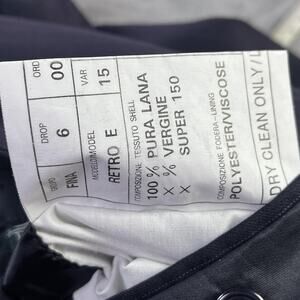 DROP ORD
FINA 6 00
MODELLO/MODEL VAR
RETRO E 15
COMPOSIZIONE TESSUTO SHELL
100 % PURA LANA
X % VERGINE
X SUPER 150
COMPOSIZIONE FODERA-LINING
POLYESTER/VISCOSE
DRY CLEAN ONLY/